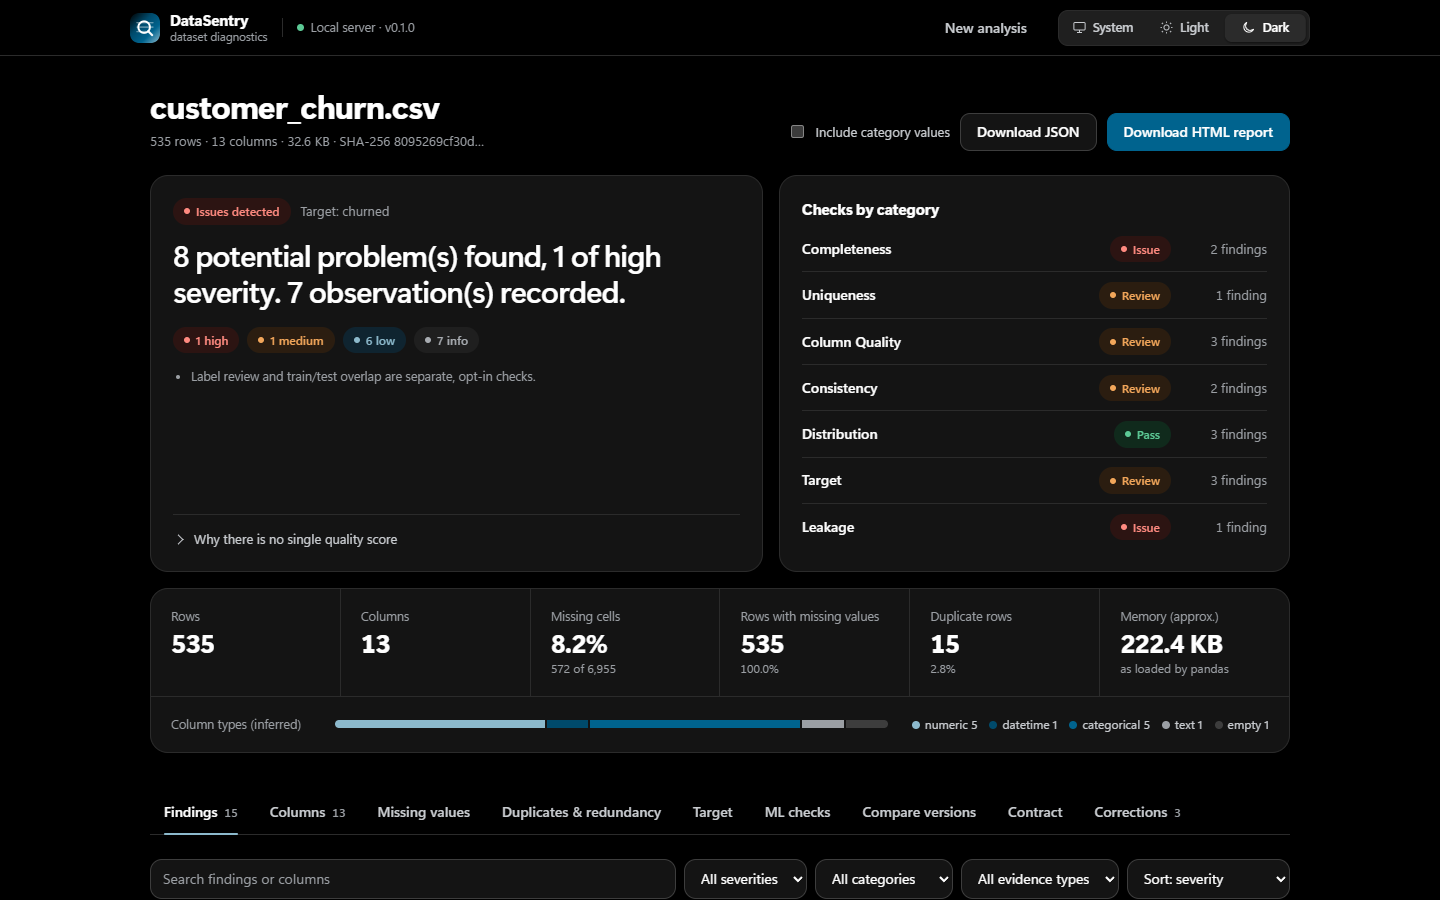 DataSentry
dataset diagnostics
Local server · v0.1.0
New analysis
System
Light
Dark
customer_churn.csv
535 rows · 13 columns · 32.6 KB · SHA-256 8095269cf30d…
Include category values
Download JSON
Download HTML report
Issues detected
Target: churned
8 potential problem(s) found, 1 of high
severity. 7 observation(s) recorded.
1 high
1 medium
6 low
7 info
Label review and train/test overlap are separate, opt-in checks.
Why there is no single quality score
Checks by category
Completeness Issue 2 findings
Uniqueness Review 1 finding
Column Quality Review 3 findings
Consistency Review 2 findings
Distribution Pass 3 findings
Target Review 3 findings
Leakage Issue 1 finding
Rows
535
Columns
13
Missing cells
8.2%
572 of 6,955
Rows with missing values
535
100.0%
Duplicate rows
15
2.8%
Memory (approx.)
222.4 KB
as loaded by pandas
Column types (inferred)
numeric 5
datetime 1
categorical 5
text 1
empty 1
Findings 15
Columns 13
Missing values
Duplicates & redundancy
Target
ML checks
Compare versions
Contract
Corrections 3
Search findings or columns
All severities
All categories
All evidence types
Sort: severity